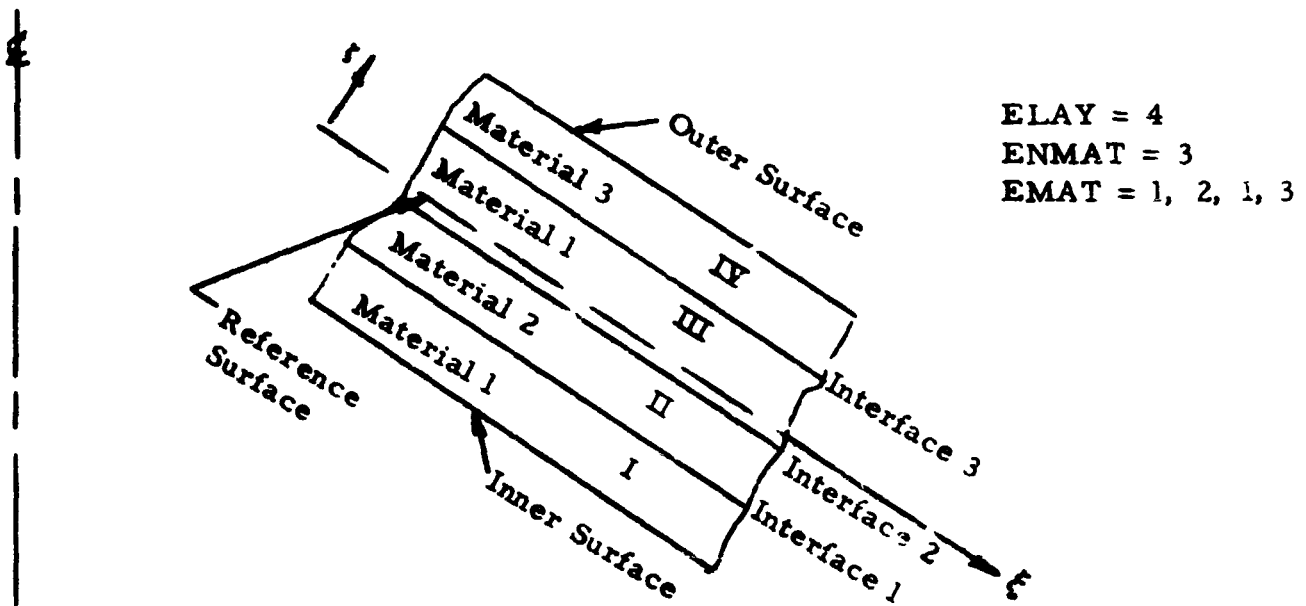 ζ
Outer Surface
ELAY = 4
ENMAT = 3
EMAT = 1, 2, 1, 3
Material 3
IV
Material 1
III
Material 2
II
Material 1
I
Reference
Surface
Inner Surface
Interface 3
Interface 2
Interface 1
ξ